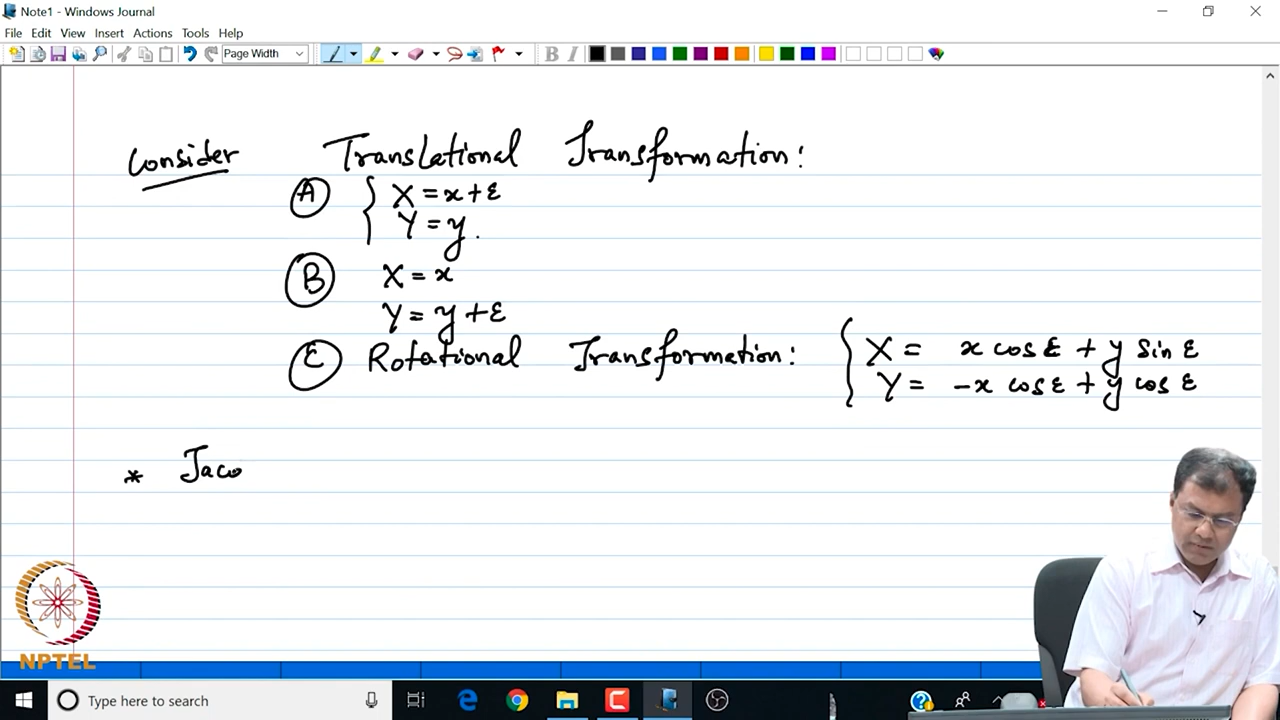 Note1 - Windows Journal
File Edit View Insert Actions Tools Help
Page Width
B I
Consider Translational Transformation:
A { X = x + ε
Y = y.
B X = x
Y = y + ε
C Rotational Transformation: { X = x cos ε + y sin ε
Y = -x cos ε + y cos ε
* Jaco
NPTEL
Type here to search